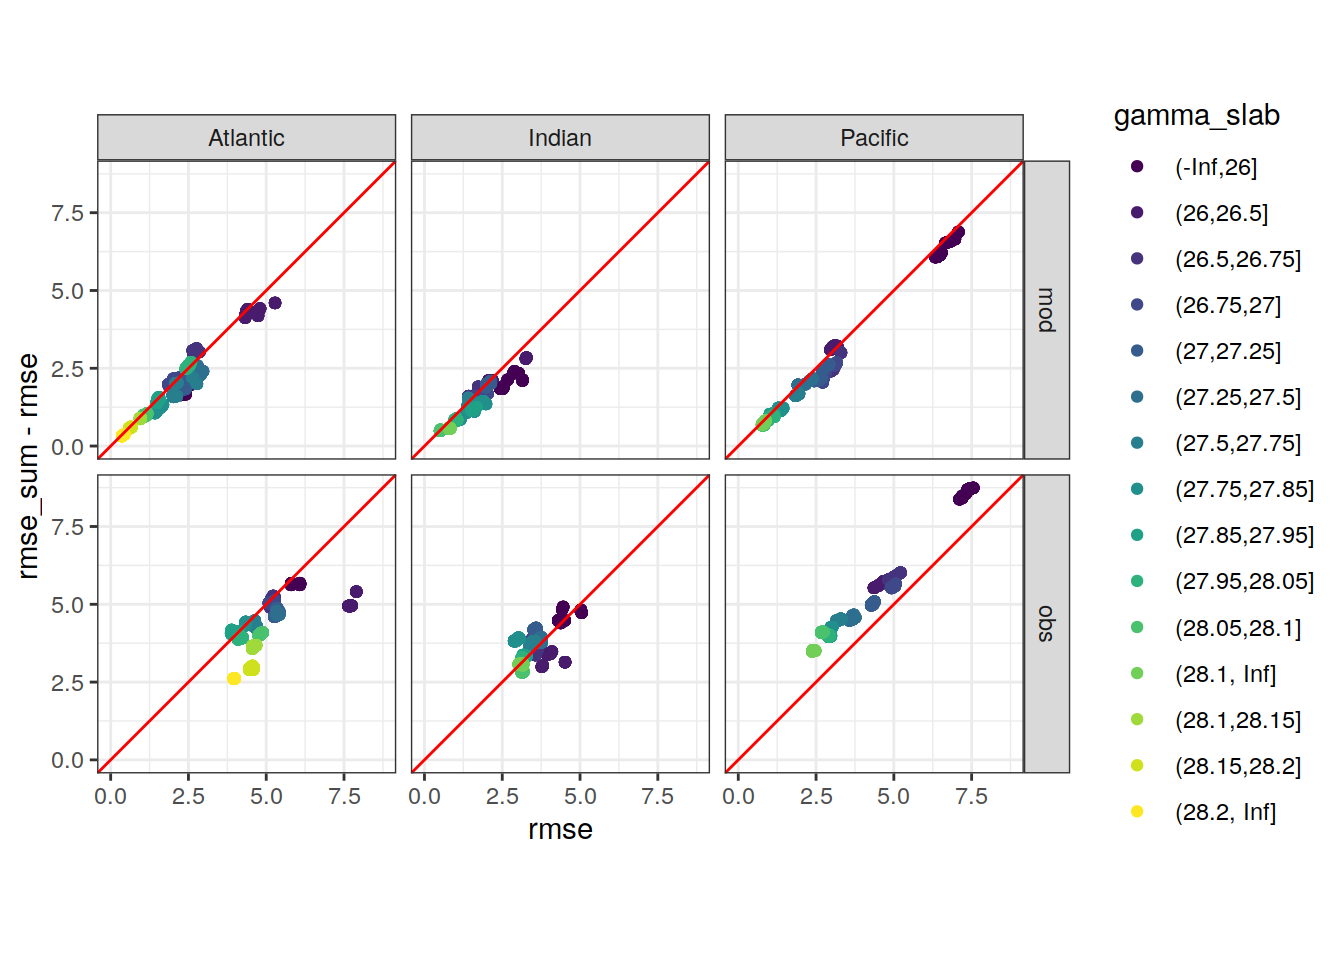 Atlantic
Indian
Pacific
mod
obs
7.5
5.0
2.5
0.0
7.5
5.0
2.5
0.0
0.0 2.5 5.0 7.5
0.0 2.5 5.0 7.5
0.0 2.5 5.0 7.5
rmse
rmse_sum - rmse
gamma_slab
(-Inf,26]
(26,26.5]
(26.5,26.75]
(26.75,27]
(27,27.25]
(27.25,27.5]
(27.5,27.75]
(27.75,27.85]
(27.85,27.95]
(27.95,28.05]
(28.05,28.1]
(28.1, Inf]
(28.1,28.15]
(28.15,28.2]
(28.2, Inf]